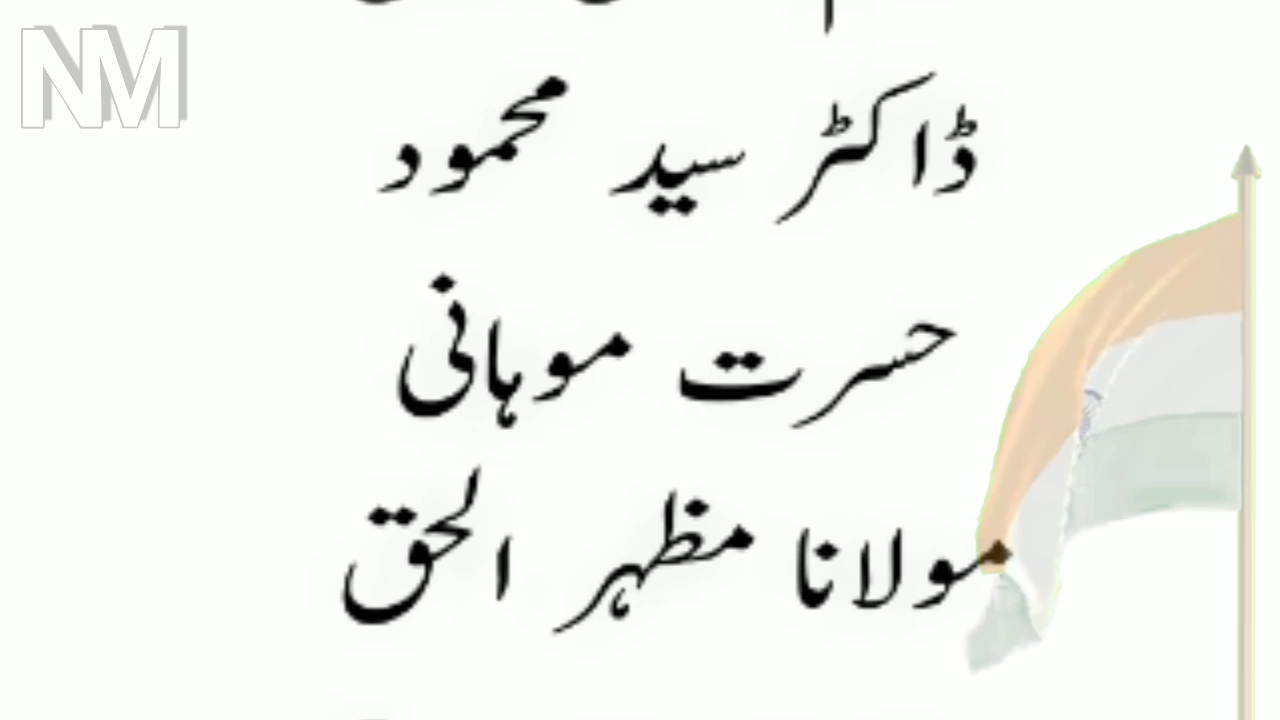 NM
ڈاکٹر سید محمود
حسرت موہانی
مولانا مظہر الحق